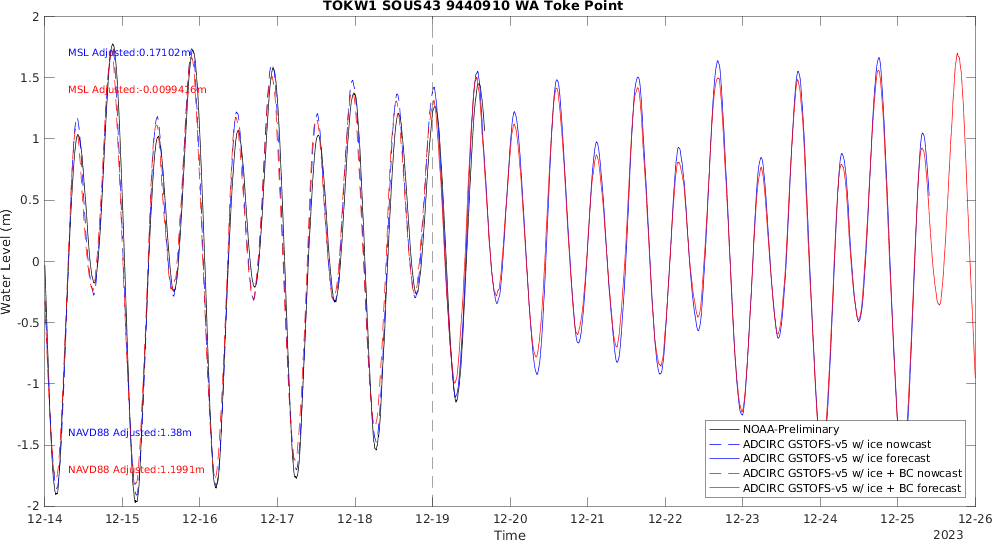 TOKW1 SOUS43 9440910 WA Toke Point
2
1.5
1
0.5
0
-0.5
-1
-1.5
-2
Water Level (m)
MSL Adjusted:0.17102m
MSL Adjusted:-0.0099416m
NAVD88 Adjusted:1.38m
NAVD88 Adjusted:1.1991m
NOAA-Preliminary
ADCIRC GSTOFS-v5 w/ ice nowcast
ADCIRC GSTOFS-v5 w/ ice forecast
ADCIRC GSTOFS-v5 w/ ice + BC nowcast
ADCIRC GSTOFS-v5 w/ ice + BC forecast
12-14 12-15 12-16 12-17 12-18 12-19 12-20 12-21 12-22 12-23 12-24 12-25 12-26
Time
2023